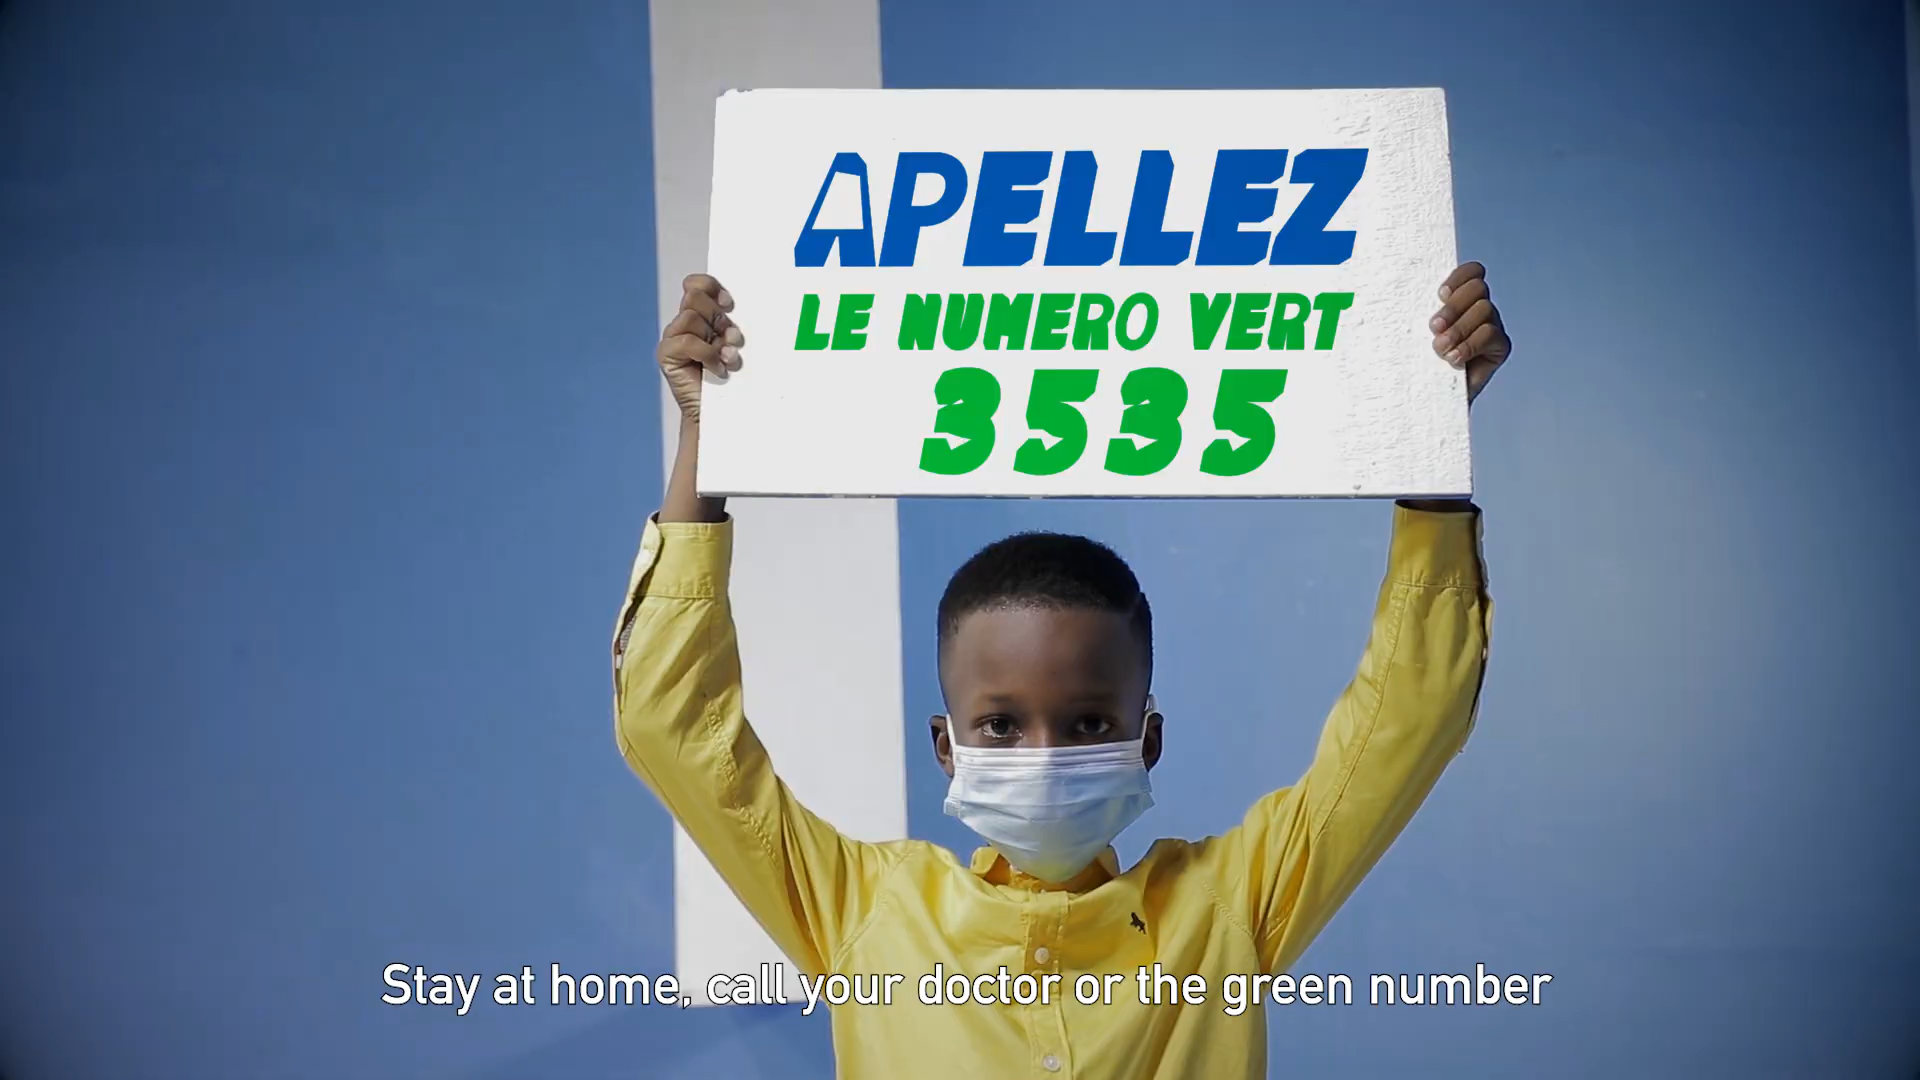 APELLEZ
LE NUMERO VERT
3535
Stay at home, call your doctor or the green number